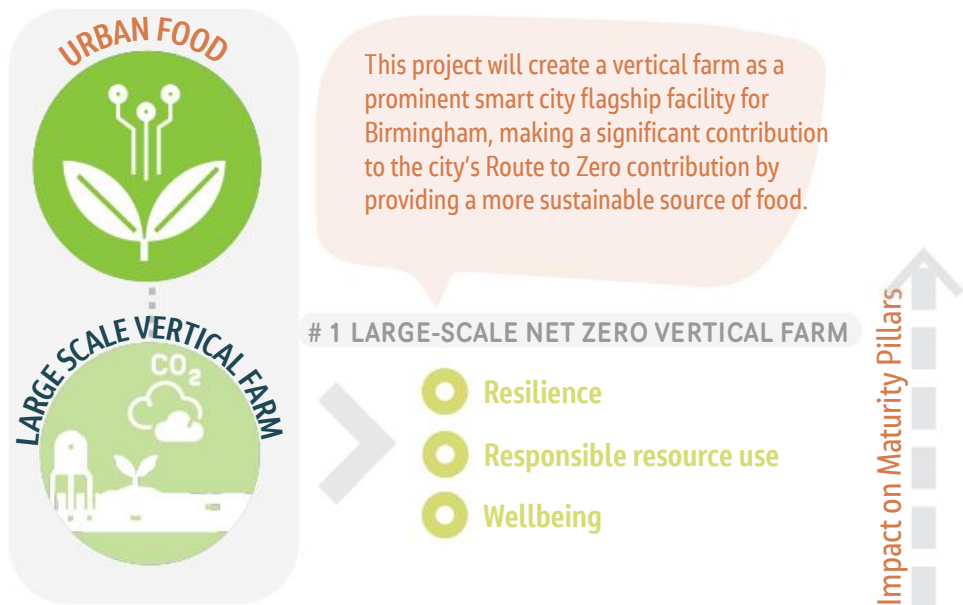 URBAN FOOD
This project will create a vertical farm as a
prominent smart city flagship facility for
Birmingham, making a significant contribution
to the city's Route to Zero contribution by
providing a more sustainable source of food.
LARGE SCALE VERTICAL FARM
CO2
# 1 LARGE-SCALE NET ZERO VERTICAL FARM
Resilience
Responsible resource use
Wellbeing
Impact on Maturity Pilllars